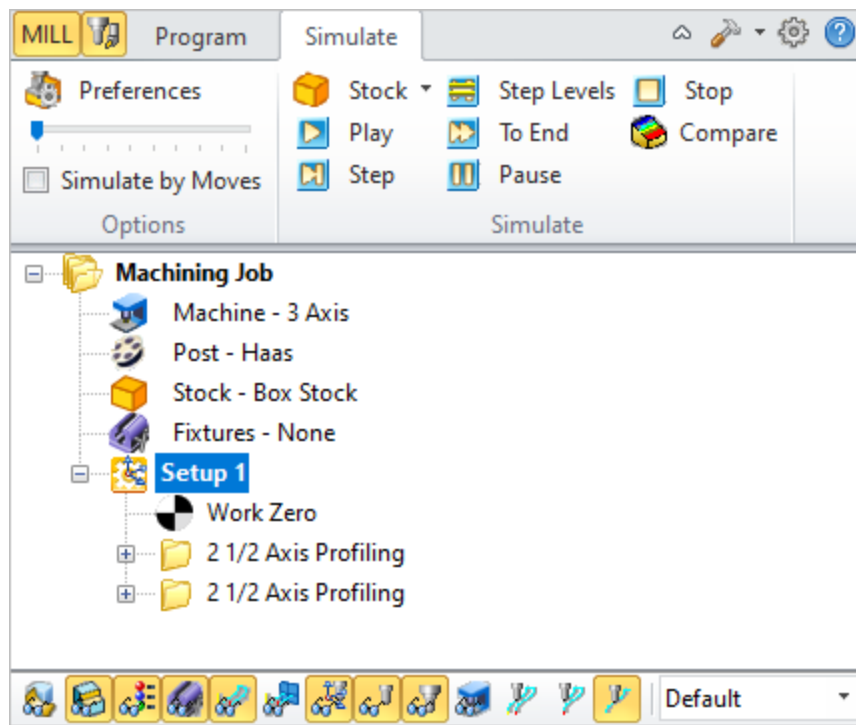 MILL Program Simulate
Preferences Stock Step Levels Stop
Play To End Compare
Simulate by Moves Step Pause
Options Simulate
Machining Job
Machine - 3 Axis
Post - Haas
Stock - Box Stock
Fixtures - None
Setup 1
Work Zero
2 1/2 Axis Profiling
2 1/2 Axis Profiling
Default